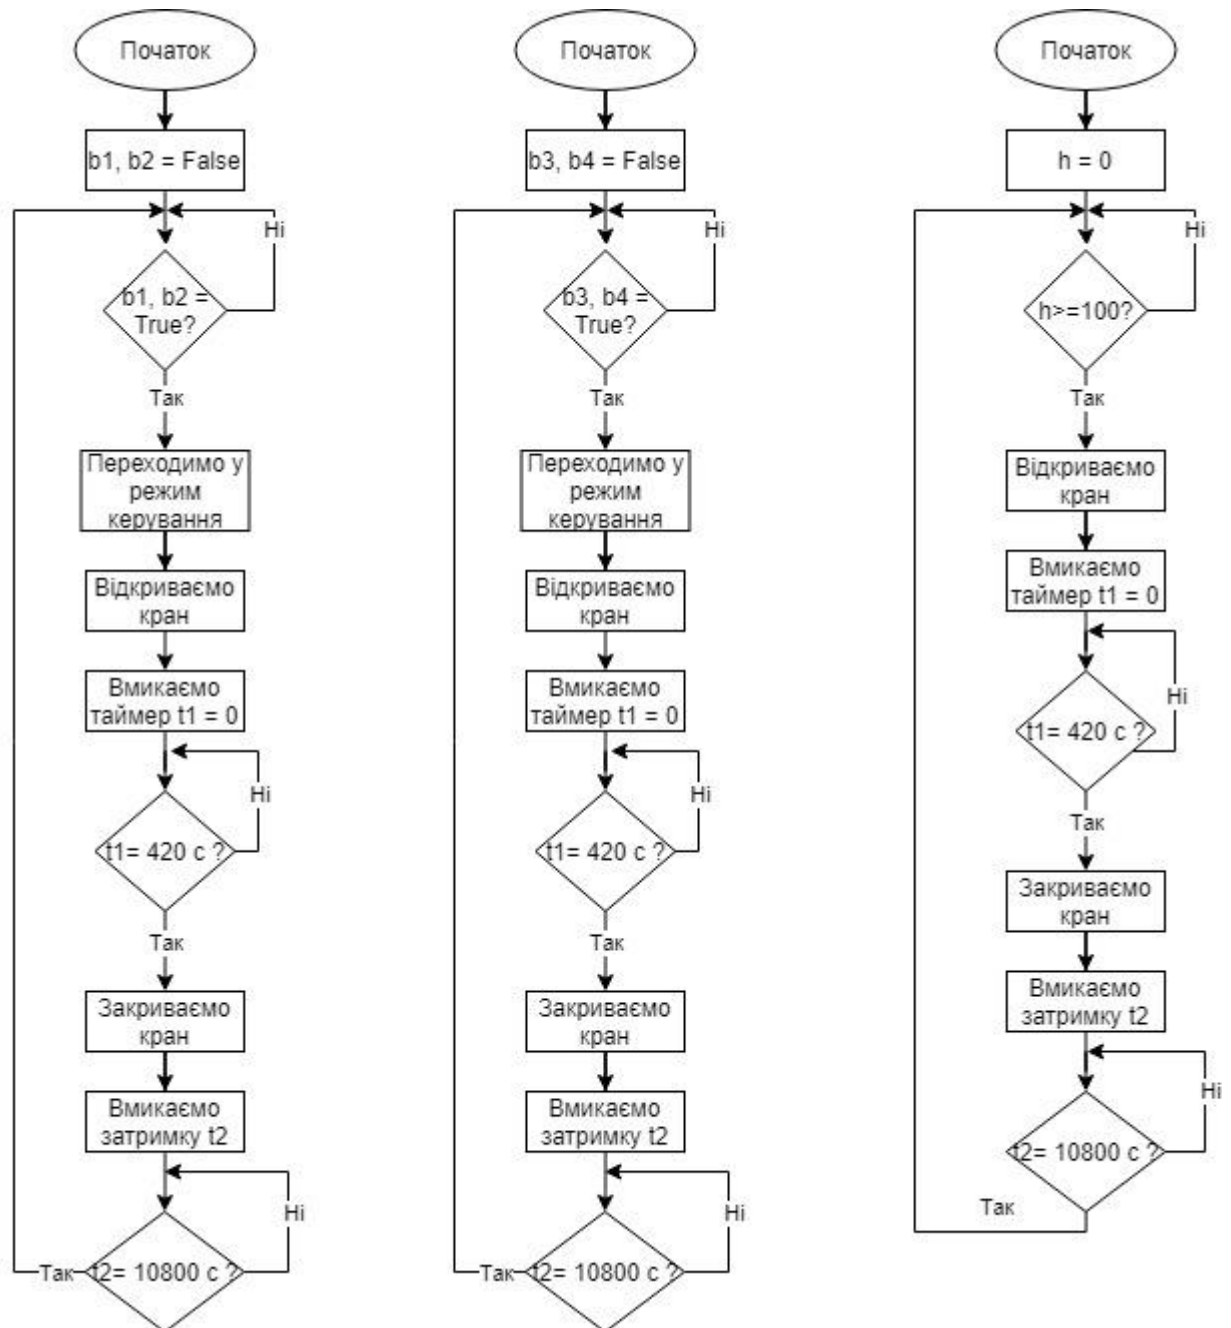 Початок
b1, b2 = False
Ні
b1, b2 =
True?
Так
Переходимо у
режим
керування
Відкриваємо
кран
Вмикаємо
таймер t1 = 0
Ні
t1= 420 с ?
Так
Закриваємо
кран
Вмикаємо
затримку t2
Ні
Так
t2= 10800 с ?
Початок
b3, b4 = False
Ні
b3, b4 =
True?
Так
Переходимо у
режим
керування
Відкриваємо
кран
Вмикаємо
таймер t1 = 0
Ні
t1= 420 с ?
Так
Закриваємо
кран
Вмикаємо
затримку t2
Ні
Так
t2= 10800 с ?
Початок
h = 0
Ні
h>=100?
Так
Відкриваємо
кран
Вмикаємо
таймер t1 = 0
Ні
t1= 420 с ?
Так
Закриваємо
кран
Вмикаємо
затримку t2
Ні
t2= 10800 с ?
Так